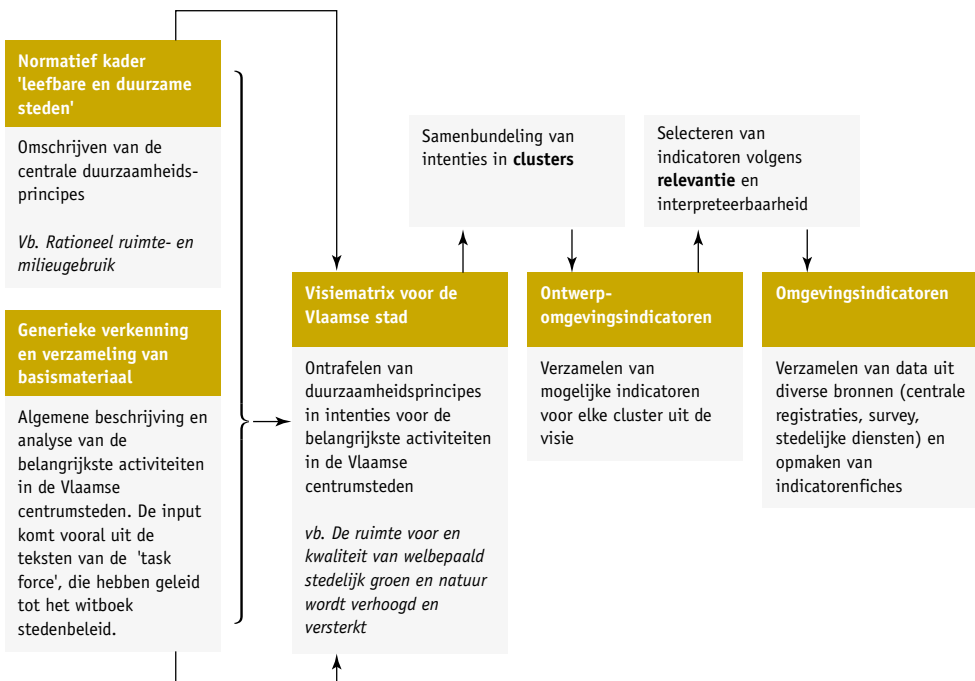 Normatief kader
'leefbare en duurzame
steden'
Omschrijven van de
centrale duurzaamheids-
principes
Vb. Rationeel ruimte- en
milieugebruik
Generieke verkenning
en verzameling van
basismateriaal
Algemene beschrijving en
analyse van de
belangrijkste activiteiten
in de Vlaamse
centrumsteden. De input
komt vooral uit de
teksten van de 'task
force', die hebben geleid
tot het witboek
stedenbeleid.
Visiematrix voor de
Vlaamse stad
Ontrafelen van
duurzaamheidsprincipes
in intenties voor de
belangrijkste activiteiten
in de Vlaamse
centrumsteden
vb. De ruimte voor en
kwaliteit van welbepaald
stedelijk groen en natuur
wordt verhoogd en
versterkt
Samenbundeling van
intenties in clusters
Ontwerp-
omgevingsindicatoren
Verzamelen van
mogelijke indicatoren
voor elke cluster uit de
visie
Selecteren van
indicatoren volgens
relevantie en
interpreteerbaarheid
Omgevingsindicatoren
Verzamelen van data uit
diverse bronnen (centrale
registraties, survey,
stedelijke diensten) en
opmaken van
indicatorenfiches